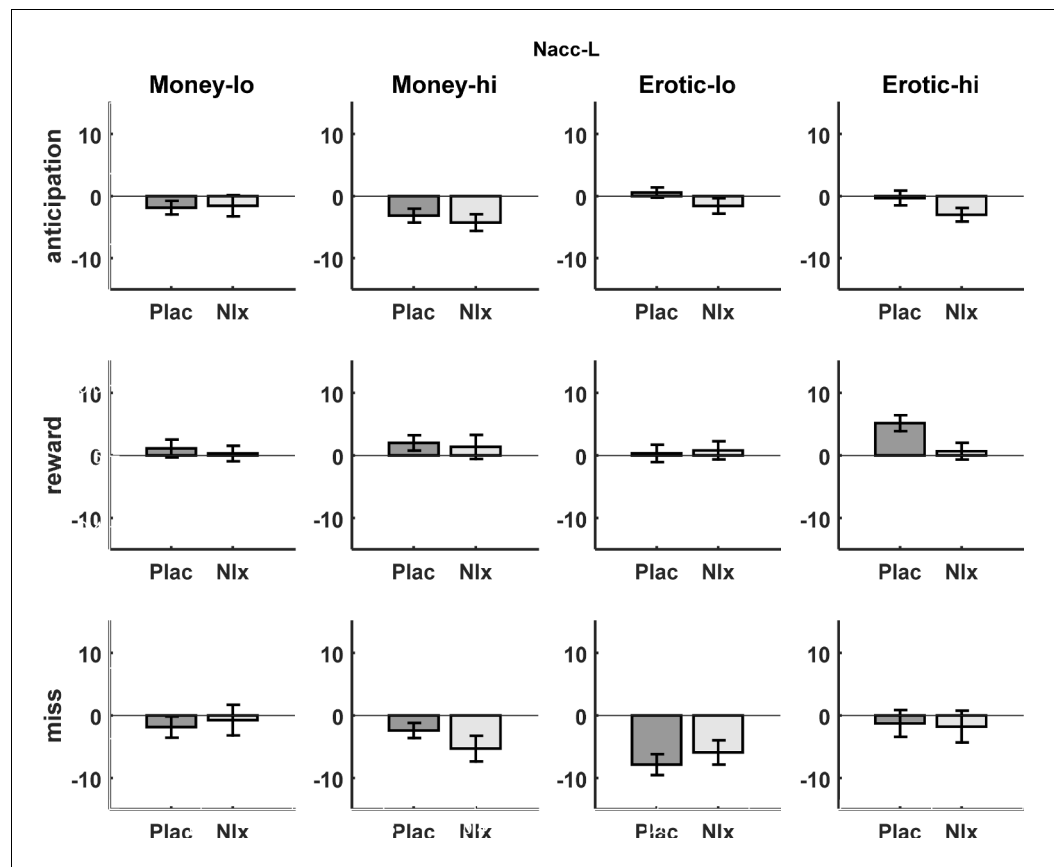 Nacc-L
Money-lo Money-hi Erotic-lo Erotic-hi
anticipation
10 10 10 10
0 0 0 0
-10 -10 -10 -10
Plac Nlx Plac Nlx Plac Nlx Plac Nlx
reward
10 10 10 10
0 0 0 0
-10 -10 -10 -10
Plac Nlx Plac Nlx Plac Nlx Plac Nlx
miss
10 10 10 10
0 0 0 0
-10 -10 -10 -10
Plac Nlx Plac Nlx Plac Nlx Plac Nlx